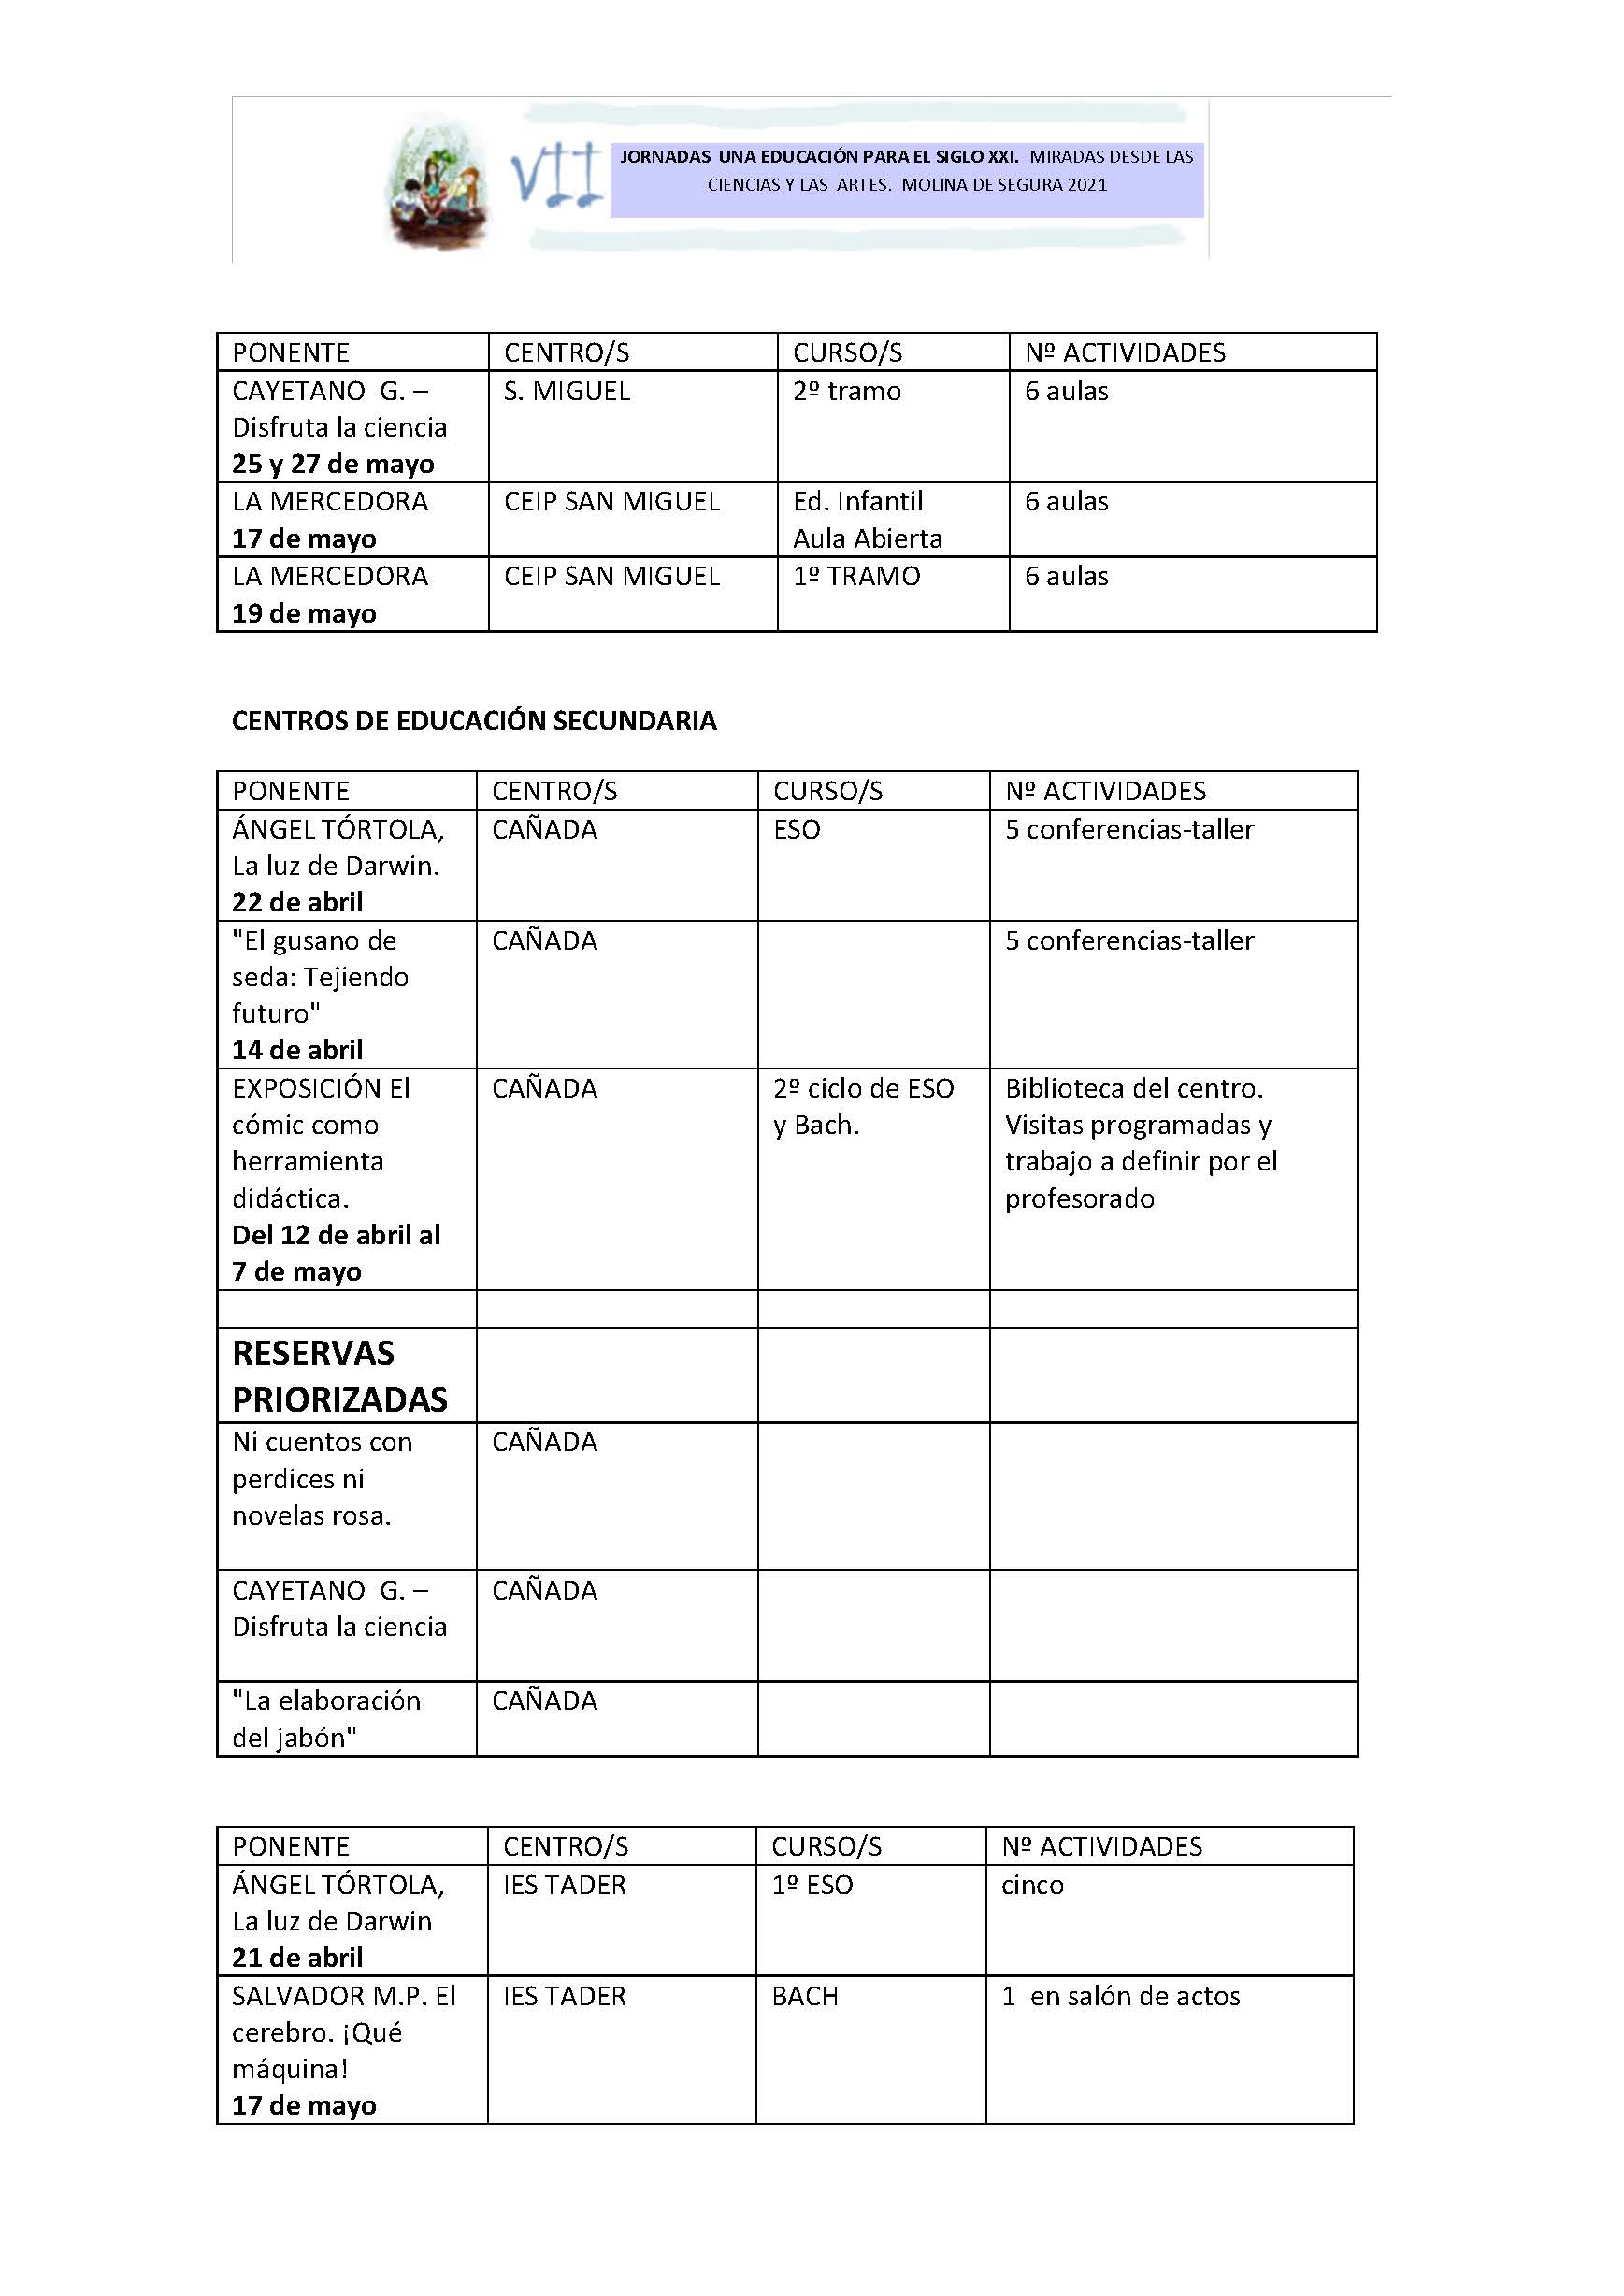 VII
JORNADAS UNA EDUCACIÓN PARA EL SIGLO XXI. MIRADAS DESDE LAS
CIENCIAS Y LAS ARTES. MOLINA DE SEGURA 2021
PONENTE CENTRO/S CURSO/S Nº ACTIVIDADES
CAYETANO G. – S. MIGUEL 2º tramo 6 aulas
Disfruta la ciencia
25 y 27 de mayo
LA MERCEDORA CEIP SAN MIGUEL Ed. Infantil 6 aulas
17 de mayo Aula Abierta
LA MERCEDORA CEIP SAN MIGUEL 1º TRAMO 6 aulas
19 de mayo
CENTROS DE EDUCACIÓN SECUNDARIA
PONENTE CENTRO/S CURSO/S Nº ACTIVIDADES
ÁNGEL TÓRTOLA, CAÑADA ESO 5 conferencias-taller
La luz de Darwin.
22 de abril
"El gusano de CAÑADA 5 conferencias-taller
seda: Tejiendo
futuro"
14 de abril
EXPOSICIÓN El CAÑADA 2º ciclo de ESO Biblioteca del centro.
cómic como y Bach. Visitas programadas y
herramienta trabajo a definir por el
didáctica. profesorado
Del 12 de abril al
7 de mayo
RESERVAS
PRIORIZADAS
Ni cuentos con CAÑADA
perdices ni
novelas rosa.
CAYETANO G. – CAÑADA
Disfruta la ciencia
"La elaboración CAÑADA
del jabón"
PONENTE CENTRO/S CURSO/S Nº ACTIVIDADES
ÁNGEL TÓRTOLA, IES TADER 1º ESO cinco
La luz de Darwin
21 de abril
SALVADOR M.P. El IES TADER BACH 1 en salón de actos
cerebro. ¡Qué
máquina!
17 de mayo